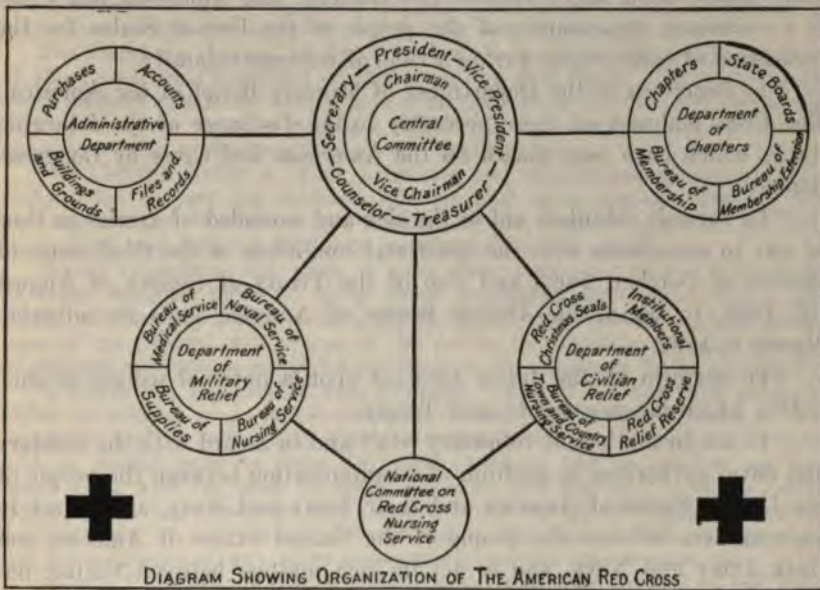 Purchases
Accounts
Administrative
Department
Buildings
and Grounds
Files and
Records
Secretary — President — Vice President — Treasurer — Counselor —
Chairman
Central
Committee
Vice Chairman
Chapters
State Boards
Department
of
Chapters
Bureau of
Membership
Bureau of
Membership Extension
Bureau of
Medical Service
Bureau of
Naval Service
Department
of
Military
Relief
Bureau of
Supplies
Bureau of
Nursing Service
Red Cross
Christmas Seals
Institutional
Members
Department
of
Civilian
Relief
Bureau of
Town and Country
Nursing Service
Red Cross
Relief Reserve
National
Committee on
Red Cross
Nursing
Service
DIAGRAM SHOWING ORGANIZATION OF THE AMERICAN RED CROSS